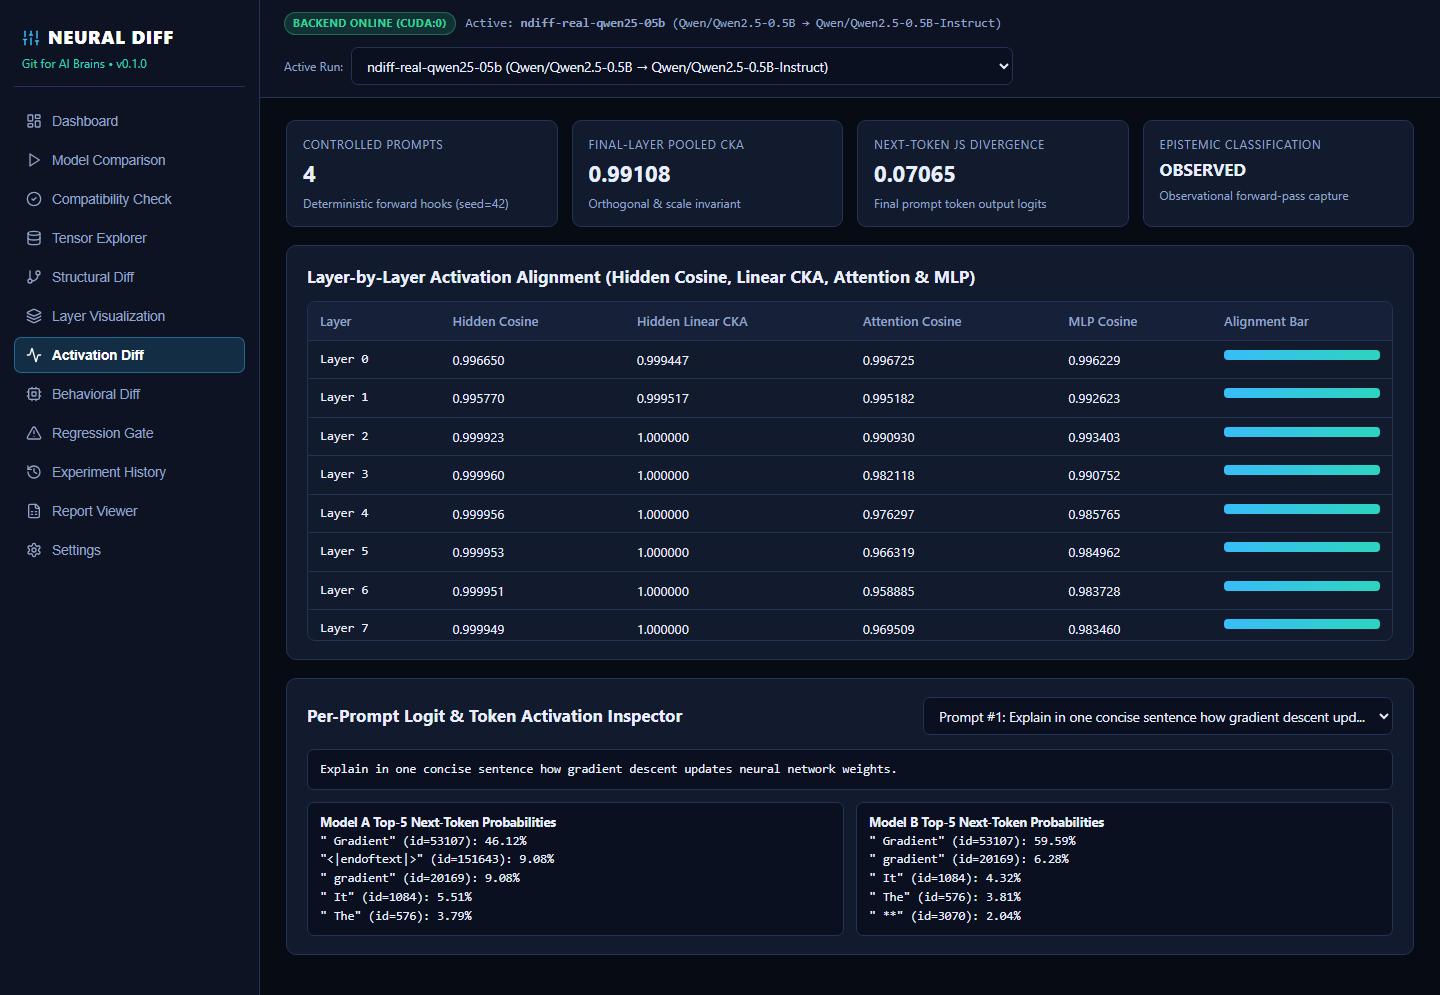 NEURAL DIFF
Git for AI Brains • v0.1.0
Dashboard
Model Comparison
Compatibility Check
Tensor Explorer
Structural Diff
Layer Visualization
Activation Diff
Behavioral Diff
Regression Gate
Experiment History
Report Viewer
Settings
BACKEND ONLINE (CUDA:0) Active: ndiff-real-qwen25-05b (Qwen/Qwen2.5-0.5B → Qwen/Qwen2.5-0.5B-Instruct)
Active Run: ndiff-real-qwen25-05b (Qwen/Qwen2.5-0.5B → Qwen/Qwen2.5-0.5B-Instruct)
CONTROLLED PROMPTS
4
Deterministic forward hooks (seed=42)
FINAL-LAYER POOLED CKA
0.99108
Orthogonal & scale invariant
NEXT-TOKEN JS DIVERGENCE
0.07065
Final prompt token output logits
EPISTEMIC CLASSIFICATION
OBSERVED
Observational forward-pass capture
Layer-by-Layer Activation Alignment (Hidden Cosine, Linear CKA, Attention & MLP)
Layer Hidden Cosine Hidden Linear CKA Attention Cosine MLP Cosine Alignment Bar
Layer 0 0.996650 0.999447 0.996725 0.996229
Layer 1 0.995770 0.999517 0.995182 0.992623
Layer 2 0.999923 1.000000 0.990930 0.993403
Layer 3 0.999960 1.000000 0.982118 0.990752
Layer 4 0.999956 1.000000 0.976297 0.985765
Layer 5 0.999953 1.000000 0.966319 0.984962
Layer 6 0.999951 1.000000 0.958885 0.983728
Layer 7 0.999949 1.000000 0.969509 0.983460
Per-Prompt Logit & Token Activation Inspector
Prompt #1: Explain in one concise sentence how gradient descent upd...
Explain in one concise sentence how gradient descent updates neural network weights.
Model A Top-5 Next-Token Probabilities
" Gradient" (id=53107): 46.12%
"<|endoftext|>" (id=151643): 9.08%
" gradient" (id=20169): 9.08%
" It" (id=1084): 5.51%
" The" (id=576): 3.79%
Model B Top-5 Next-Token Probabilities
" Gradient" (id=53107): 59.59%
" gradient" (id=20169): 6.28%
" It" (id=1084): 4.32%
" The" (id=576): 3.81%
" **" (id=3070): 2.04%